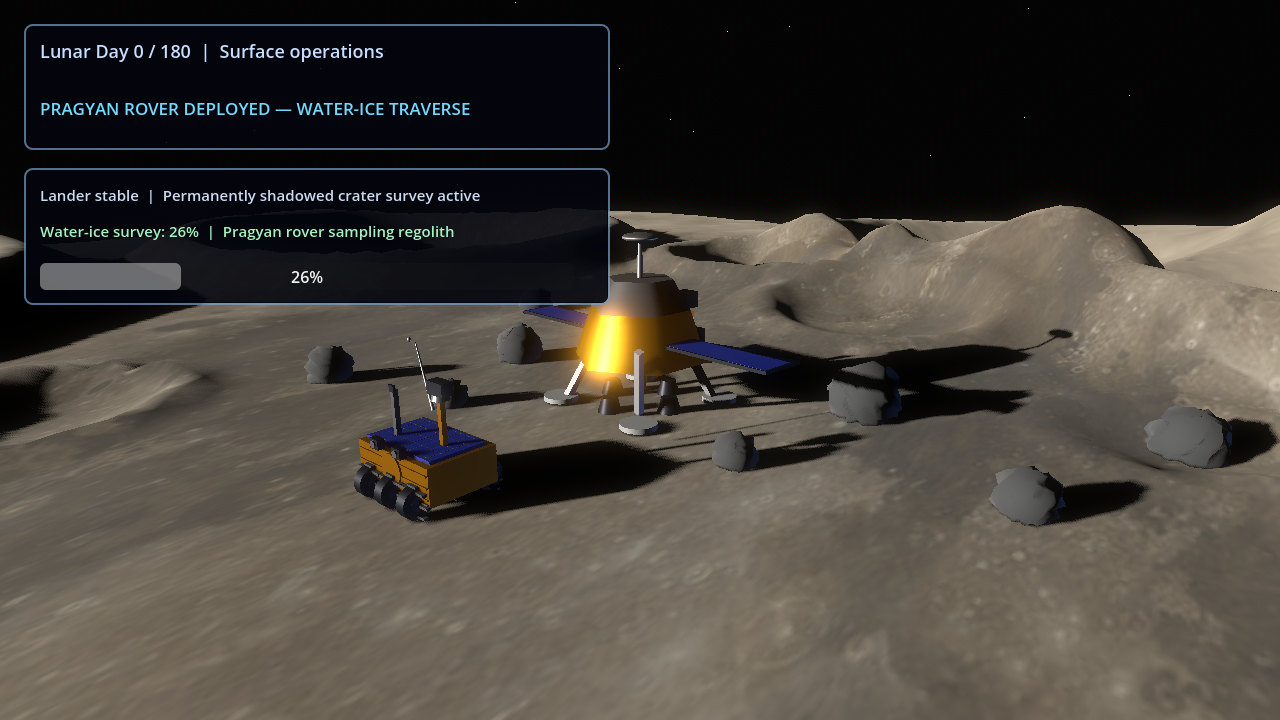 Lunar Day 0 / 180 | Surface operations
PRAGYAN ROVER DEPLOYED — WATER-ICE TRAVERSE
Lander stable | Permanently shadowed crater survey active
Water-ice survey: 26% | Pragyan rover sampling regolith
26%